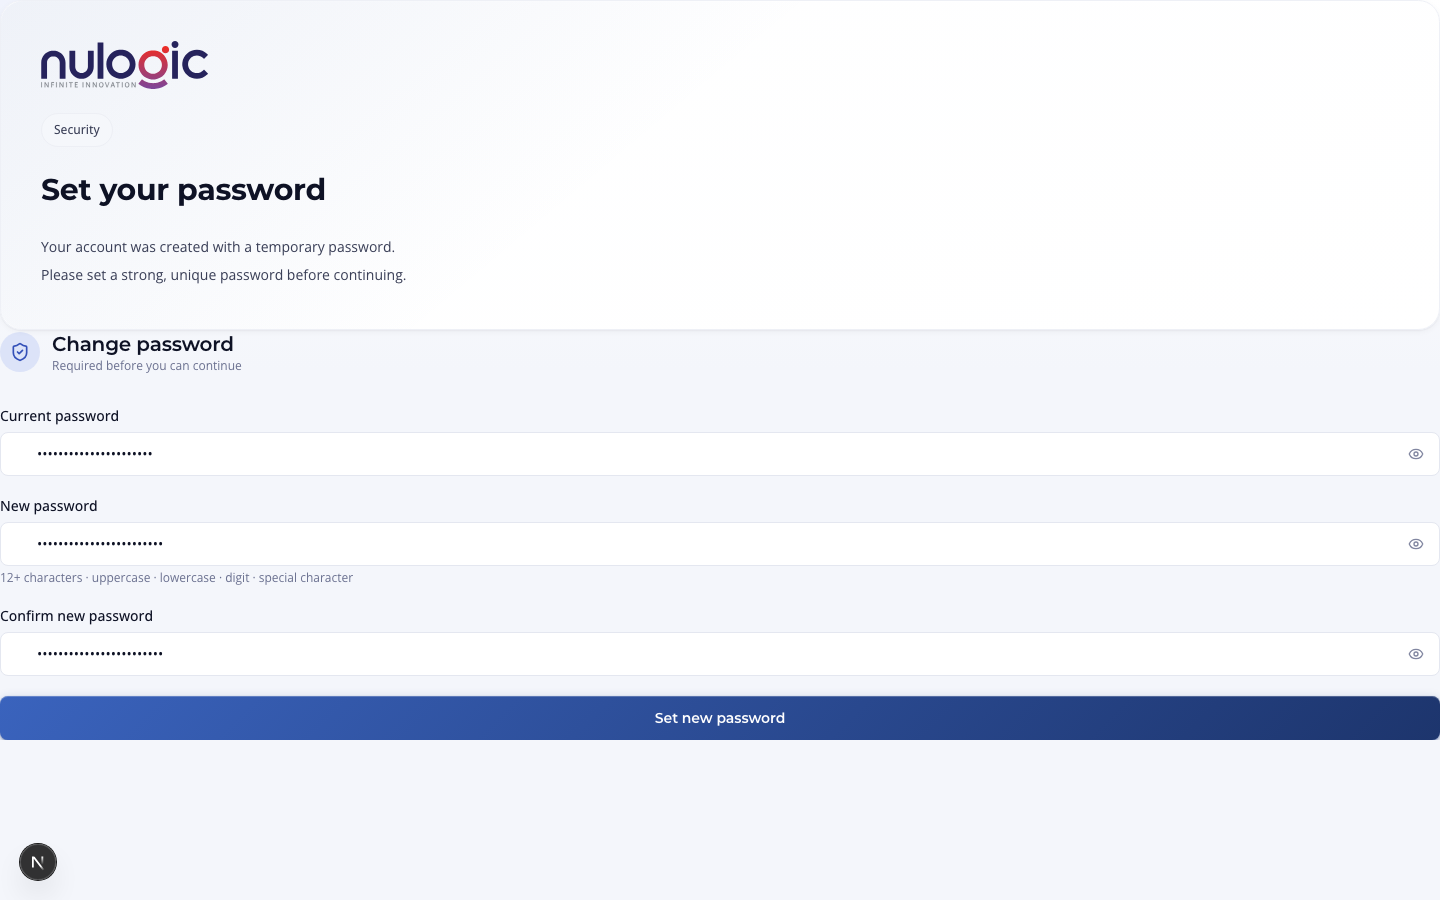 nulogic
INFINITE INNOVATION
Security
Set your password
Your account was created with a temporary password.
Please set a strong, unique password before continuing.
Change password
Required before you can continue
Current password
••••••••••••••••••••••
New password
••••••••••••••••••••••••
12+ characters · uppercase · lowercase · digit · special character
Confirm new password
••••••••••••••••••••••••
Set new password
N